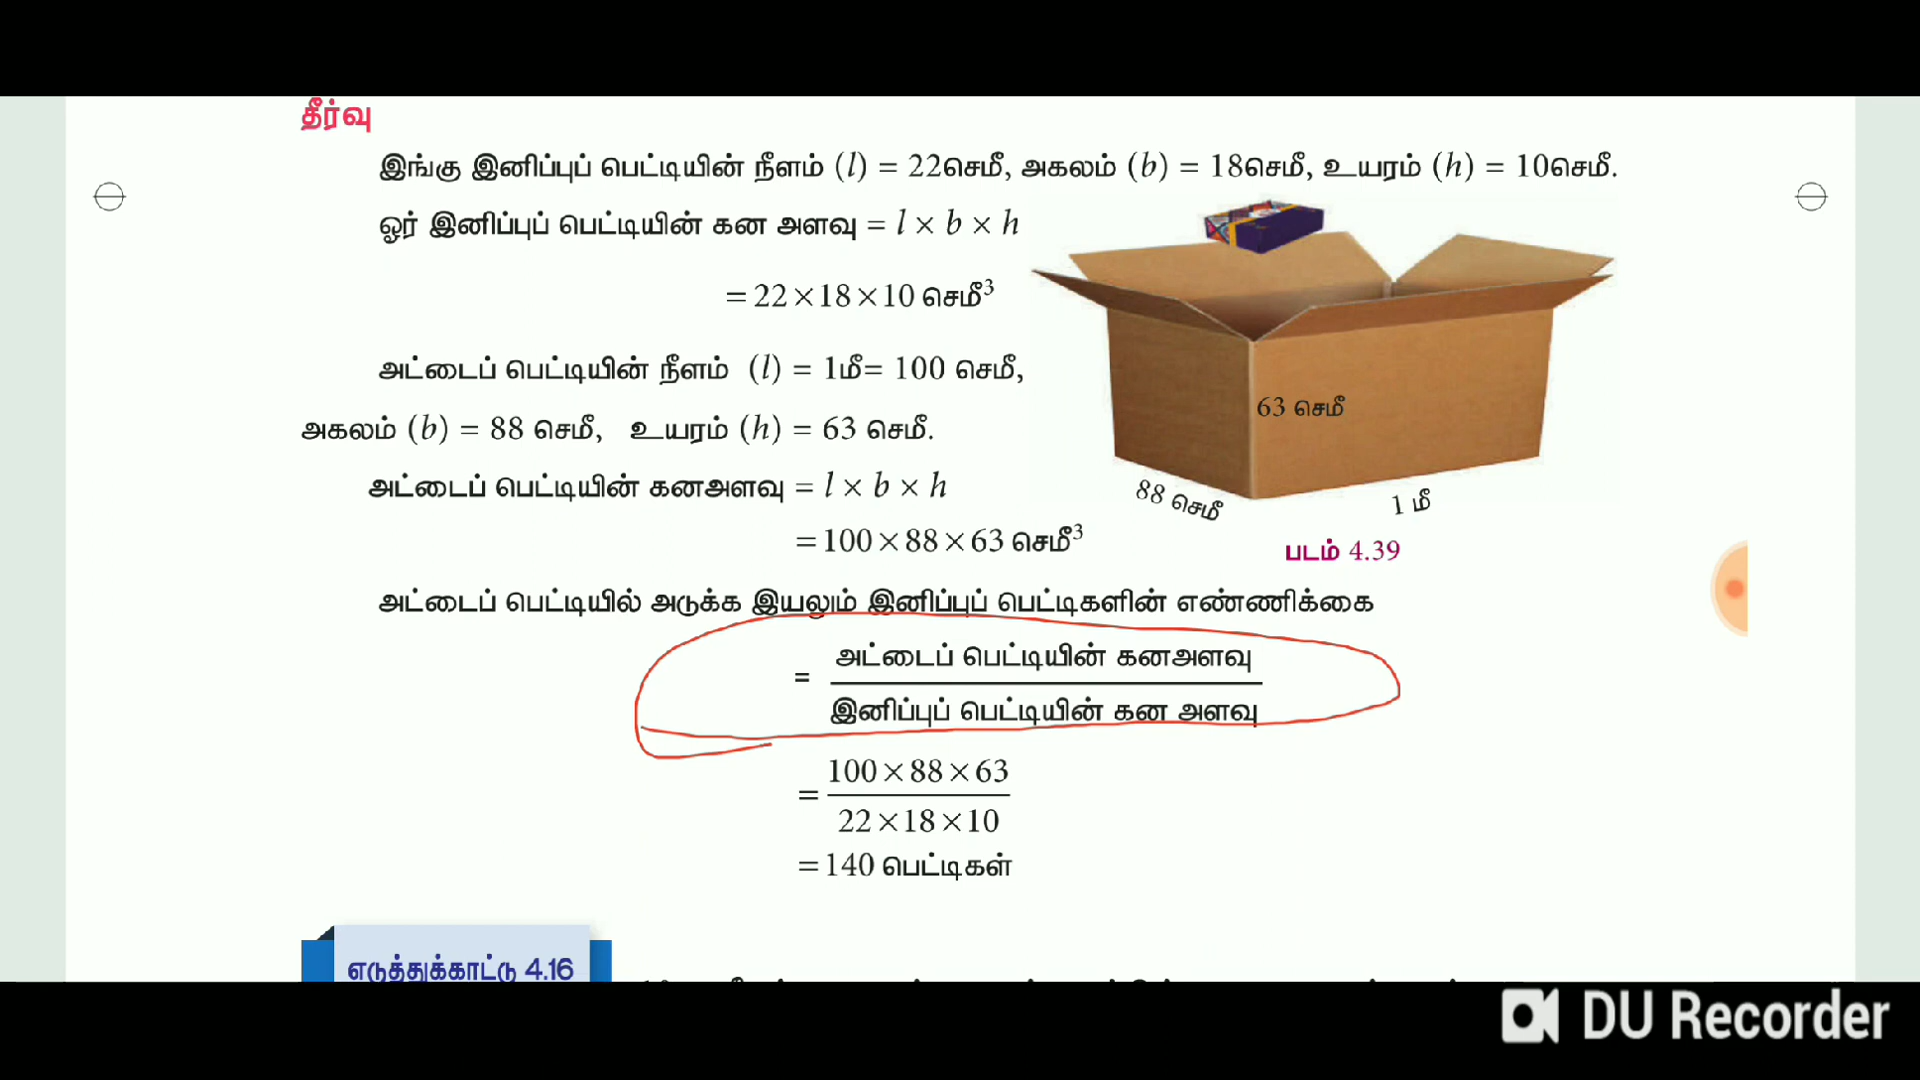 தீர்வு
இங்கு இனிப்புப் பெட்டியின் நீளம் (l) = 22செமீ, அகலம் (b) = 18செமீ, உயரம் (h) = 10செமீ.
ஓர் இனிப்புப் பெட்டியின் கன அளவு = l × b × h
= 22 × 18 × 10 செமீ³
அட்டைப் பெட்டியின் நீளம் (l) = 1மீ= 100 செமீ,
அகலம் (b) = 88 செமீ, உயரம் (h) = 63 செமீ.
63 செமீ
அட்டைப் பெட்டியின் கனஅளவு = l × b × h
88 செமீ
1 மீ
= 100 × 88 × 63 செமீ³
படம் 4.39
அட்டைப் பெட்டியில் அடுக்க இயலும் இனிப்புப் பெட்டிகளின் எண்ணிக்கை
= அட்டைப் பெட்டியின் கனஅளவு
இனிப்புப் பெட்டியின் கன அளவு
= 100 × 88 × 63
22 × 18 × 10
= 140 பெட்டிகள்
எடுத்துக்காட்டு 4.16
DU Recorder